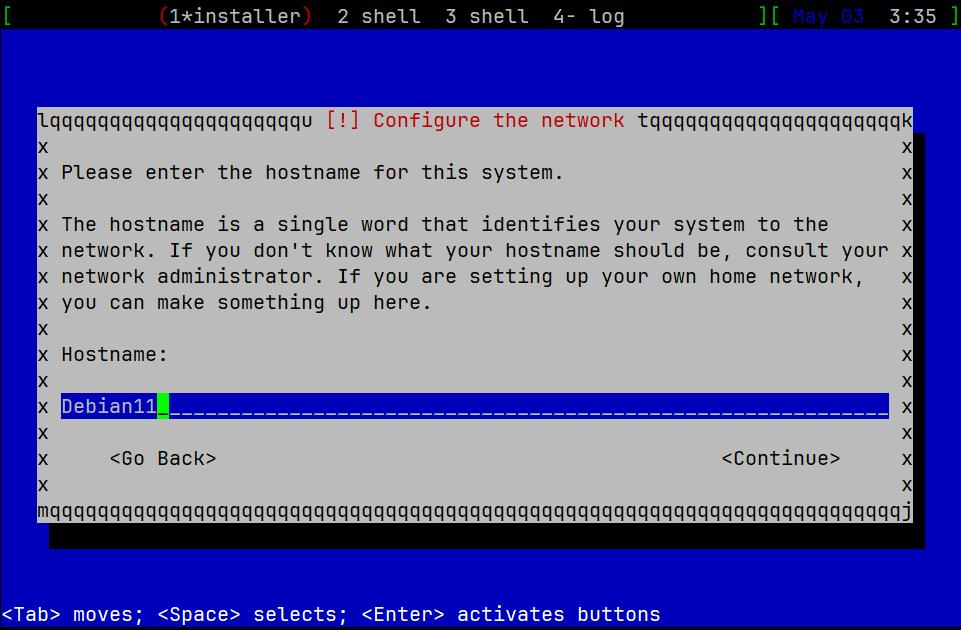 [ (1*installer) 2 shell 3 shell 4- log ][ May 03 3:35 ]
lqqqqqqqqqqqqqqqqqqqqqqu [!] Configure the network tqqqqqqqqqqqqqqqqqqqqqqk
x x
x Please enter the hostname for this system. x
x x
x The hostname is a single word that identifies your system to the x
x network. If you don't know what your hostname should be, consult your x
x network administrator. If you are setting up your own home network, x
x you can make something up here. x
x x
x Hostname: x
x x
x Debian11_____________________________________________________________ x
x x
x <Go Back> <Continue> x
x x
mqqqqqqqqqqqqqqqqqqqqqqqqqqqqqqqqqqqqqqqqqqqqqqqqqqqqqqqqqqqqqqqqqqqqqqqj
<Tab> moves; <Space> selects; <Enter> activates buttons